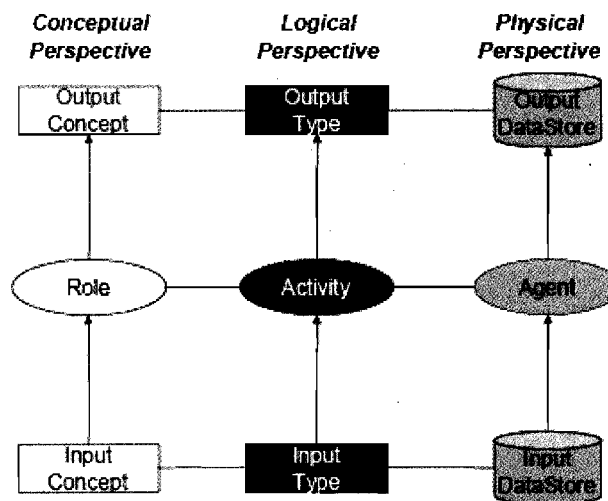 Conceptual Logical Physical
Perspective Perspective Perspective
Output Output Output
Concept Type DataStore
Role Activity Agent
Input Input Input
Concept Type DataStore